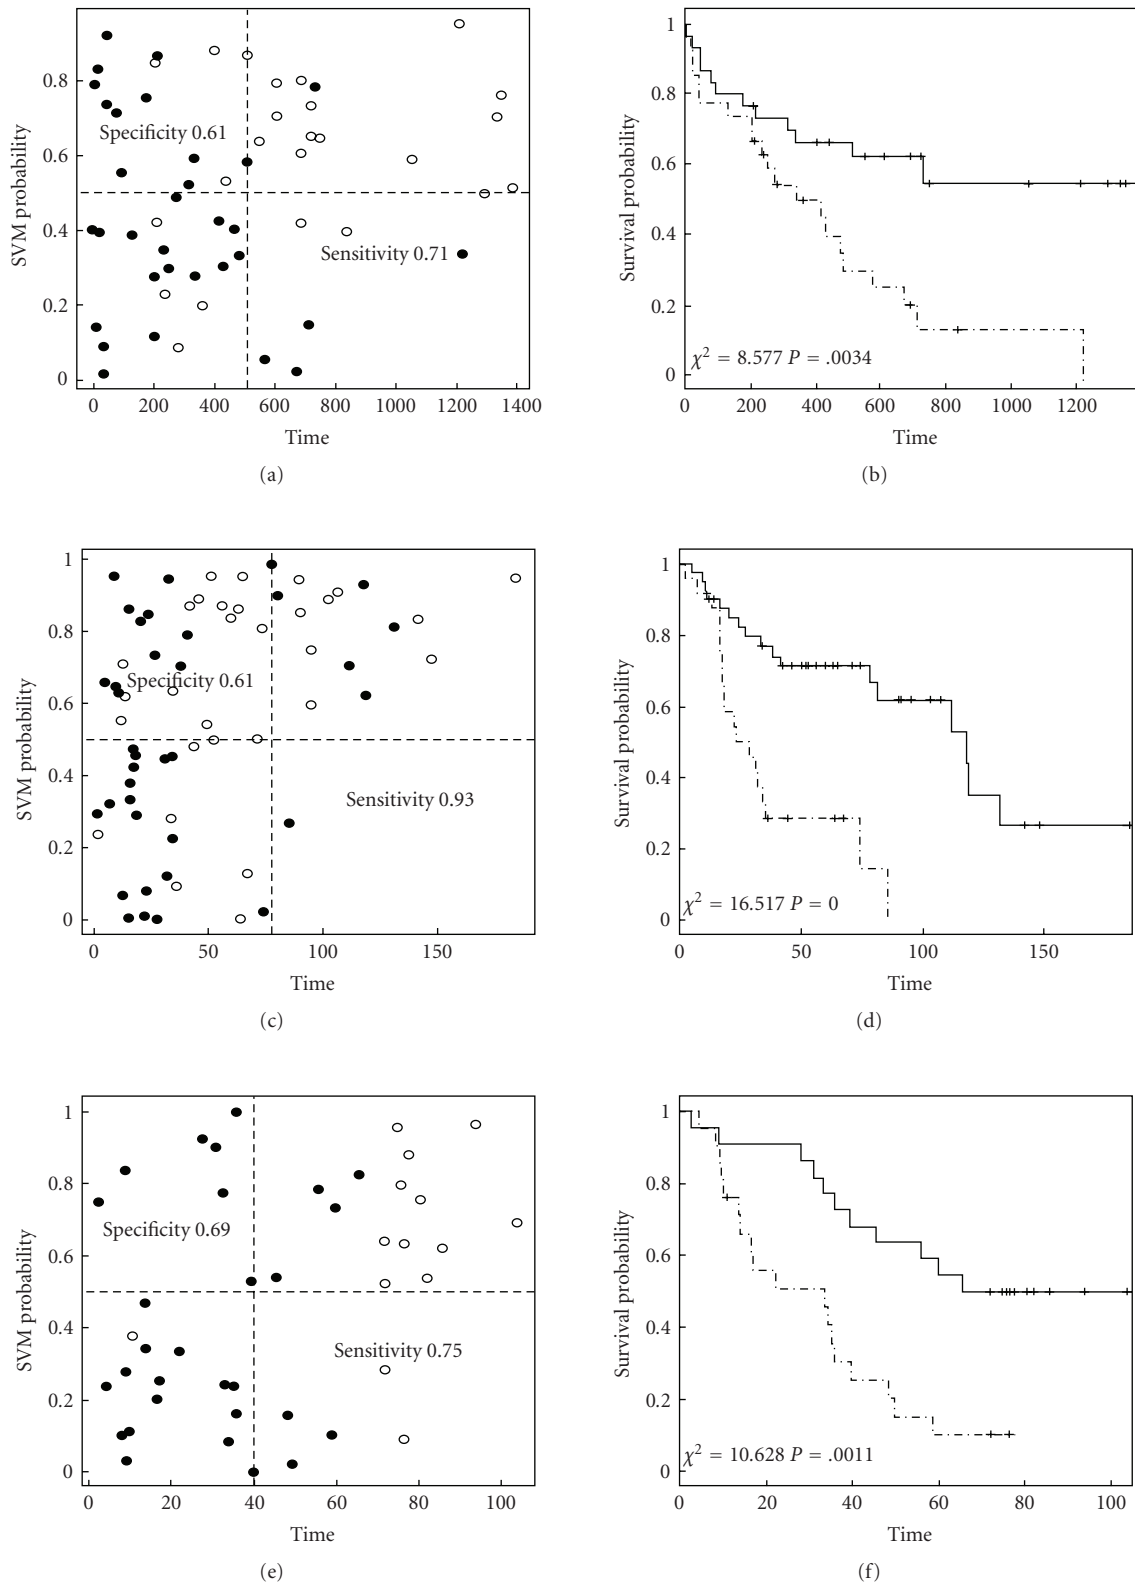 SVM probability
0.8
0.6
0.4
0.2
0
Specificity 0.61
Sensitivity 0.71
0 200 400 600 800 1000 1200 1400
Time
(a)
Survival probability
1
0.8
0.6
0.4
0.2
0
χ² = 8.577 P = .0034
0 200 400 600 800 1000 1200
Time
(b)
SVM probability
1
0.8
0.6
0.4
0.2
0
Specificity 0.61
Sensitivity 0.93
0 50 100 150
Time
(c)
Survival probability
1
0.8
0.6
0.4
0.2
0
χ² = 16.517 P = 0
0 50 100 150
Time
(d)
SVM probability
1
0.8
0.6
0.4
0.2
0
Specificity 0.69
Sensitivity 0.75
0 20 40 60 80 100
Time
(e)
Survival probability
1
0.8
0.6
0.4
0.2
0
χ² = 10.628 P = .0011
0 20 40 60 80 100
Time
(f)